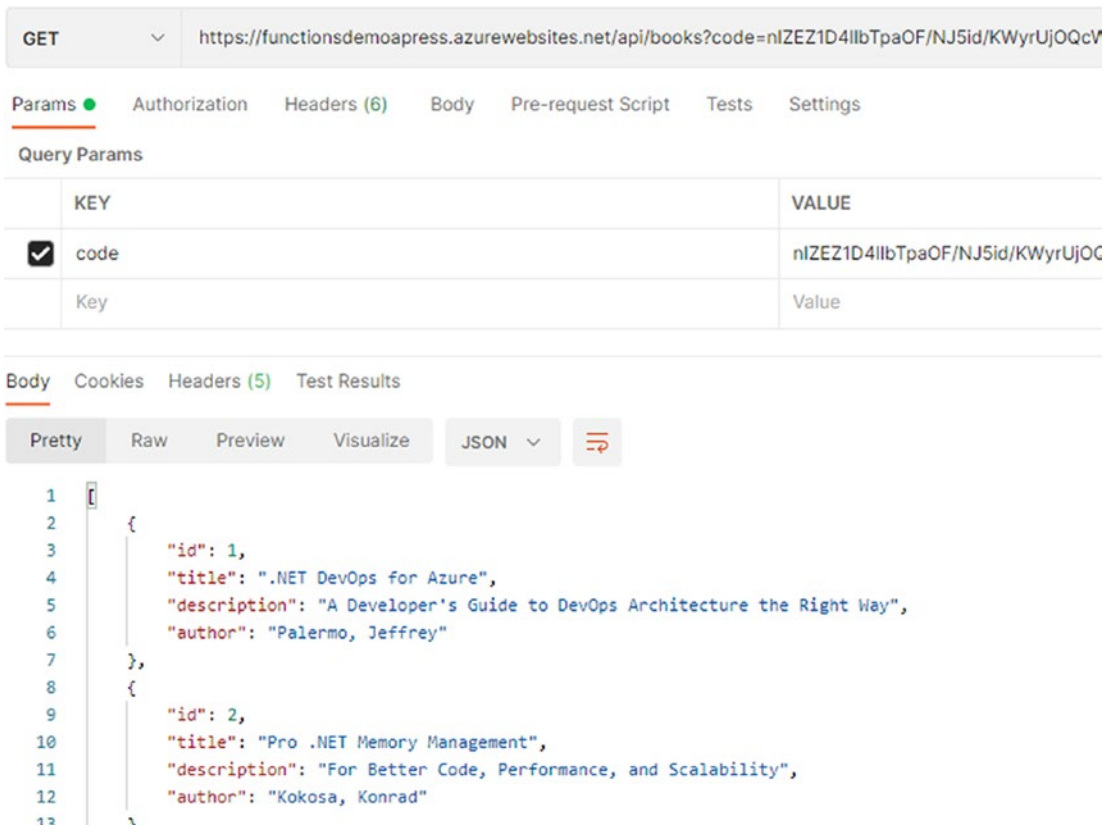 GET https://functionsdemoapress.azurewebsites.net/api/books?code=nIZEZ1D4IIbTpaOF/NJ5id/KWyrUjOQcW
Params Authorization Headers (6) Body Pre-request Script Tests Settings
Query Params
KEY VALUE
code nIZEZ1D4IIbTpaOF/NJ5id/KWyrUjOQ
Key Value
Body Cookies Headers (5) Test Results
Pretty Raw Preview Visualize JSON
1 [
2 {
3 "id": 1,
4 "title": ".NET DevOps for Azure",
5 "description": "A Developer's Guide to DevOps Architecture the Right Way",
6 "author": "Palermo, Jeffrey"
7 },
8 {
9 "id": 2,
10 "title": "Pro .NET Memory Management",
11 "description": "For Better Code, Performance, and Scalability",
12 "author": "Kokosa, Konrad"
13 }